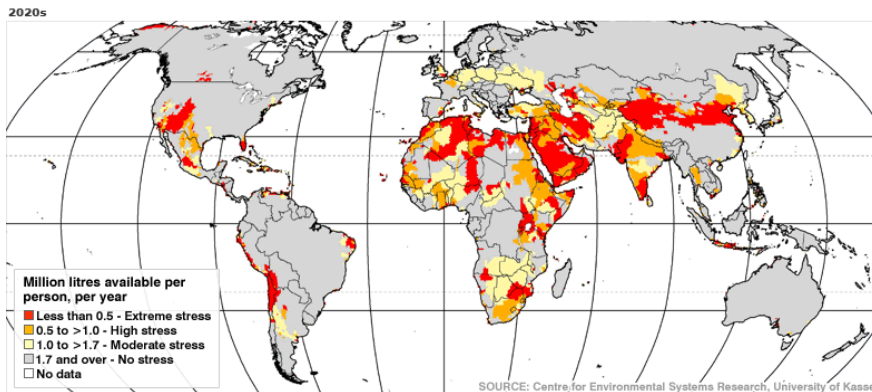 2020s
Million litres available per
person, per year
Less than 0.5 - Extreme stress
0.5 to >1.0 - High stress
1.0 to >1.7 - Moderate stress
1.7 and over - No stress
No data
SOURCE: Centre for Environmental Systems Research, University of Kasse